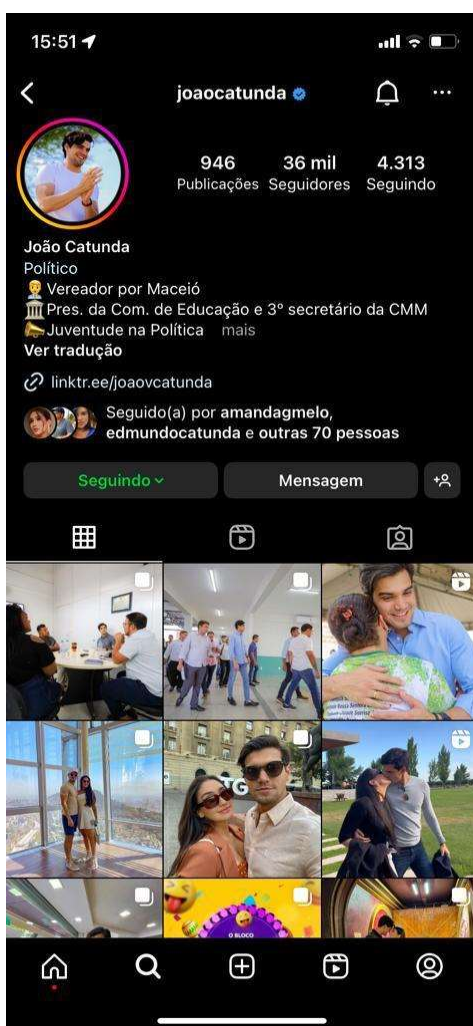 15:51
joaocatunda
946 36 mil 4.313
Publicações Seguidores Seguindo
João Catunda
Político
Vereador por Maceió
Pres. da Com. de Educação e 3º secretário da CMM
Juventude na Política mais
Ver tradução
linktr.ee/joaovcatunda
Seguido(a) por amandagmelo,
edmundocatunda e outras 70 pessoas
Seguindo Mensagem
TG
O BLOCO